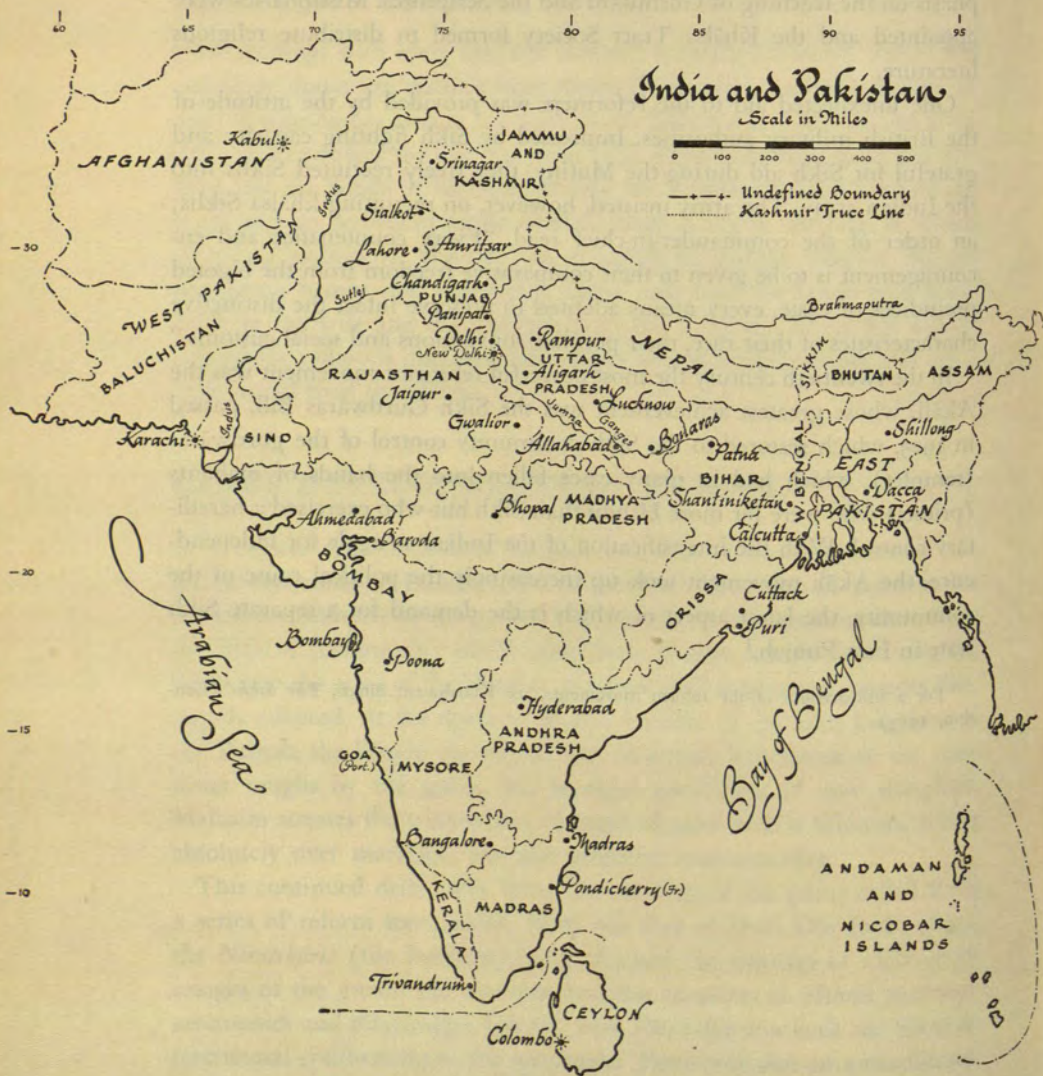 60 65 70 75 80 85 90 95
India and Pakistan
Scale in Miles
0 100 200 300 400 500
Undefined Boundary
Kashmir Truce Line
Kabul
AFGHANISTAN
JAMMU
AND
KASHMIR
Srinagar
Indus
Sialkot
30
Lahore
Amritsar
WEST PAKISTAN
Sutlej
Chandigarh
PUNJAB
Panipat
Brahmaputra
BALUCHISTAN
Delhi
New Delhi
Rampur
UTTAR
PRADESH
Aligarh
NEPAL
SIKKIM
BHUTAN
ASSAM
RAJASTHAN
Jaipur
Lucknow
Jumna
Ganges
Indus
Karachi
SIND
Gwalior
Allahabad
Banaras
Patna
Shillong
W. BENGAL
EAST
PAKISTAN
BIHAR
Dacca
Bhopal
MADHYA
PRADESH
Shantiniketan
Ahmedabad
Calcutta
Baroda
20
BOMBAY
ORISSA
Cuttack
Puri
Arabian Sea
Bombay
Poona
Bay of Bengal
15
Hyderabad
ANDHRA
PRADESH
GOA
(Port.)
MYSORE
Bangalore
Madras
10
KERALA
MADRAS
Pondicherry (Fr.)
ANDAMAN
AND
NICOBAR
ISLANDS
Trivandrum
CEYLON
Colombo